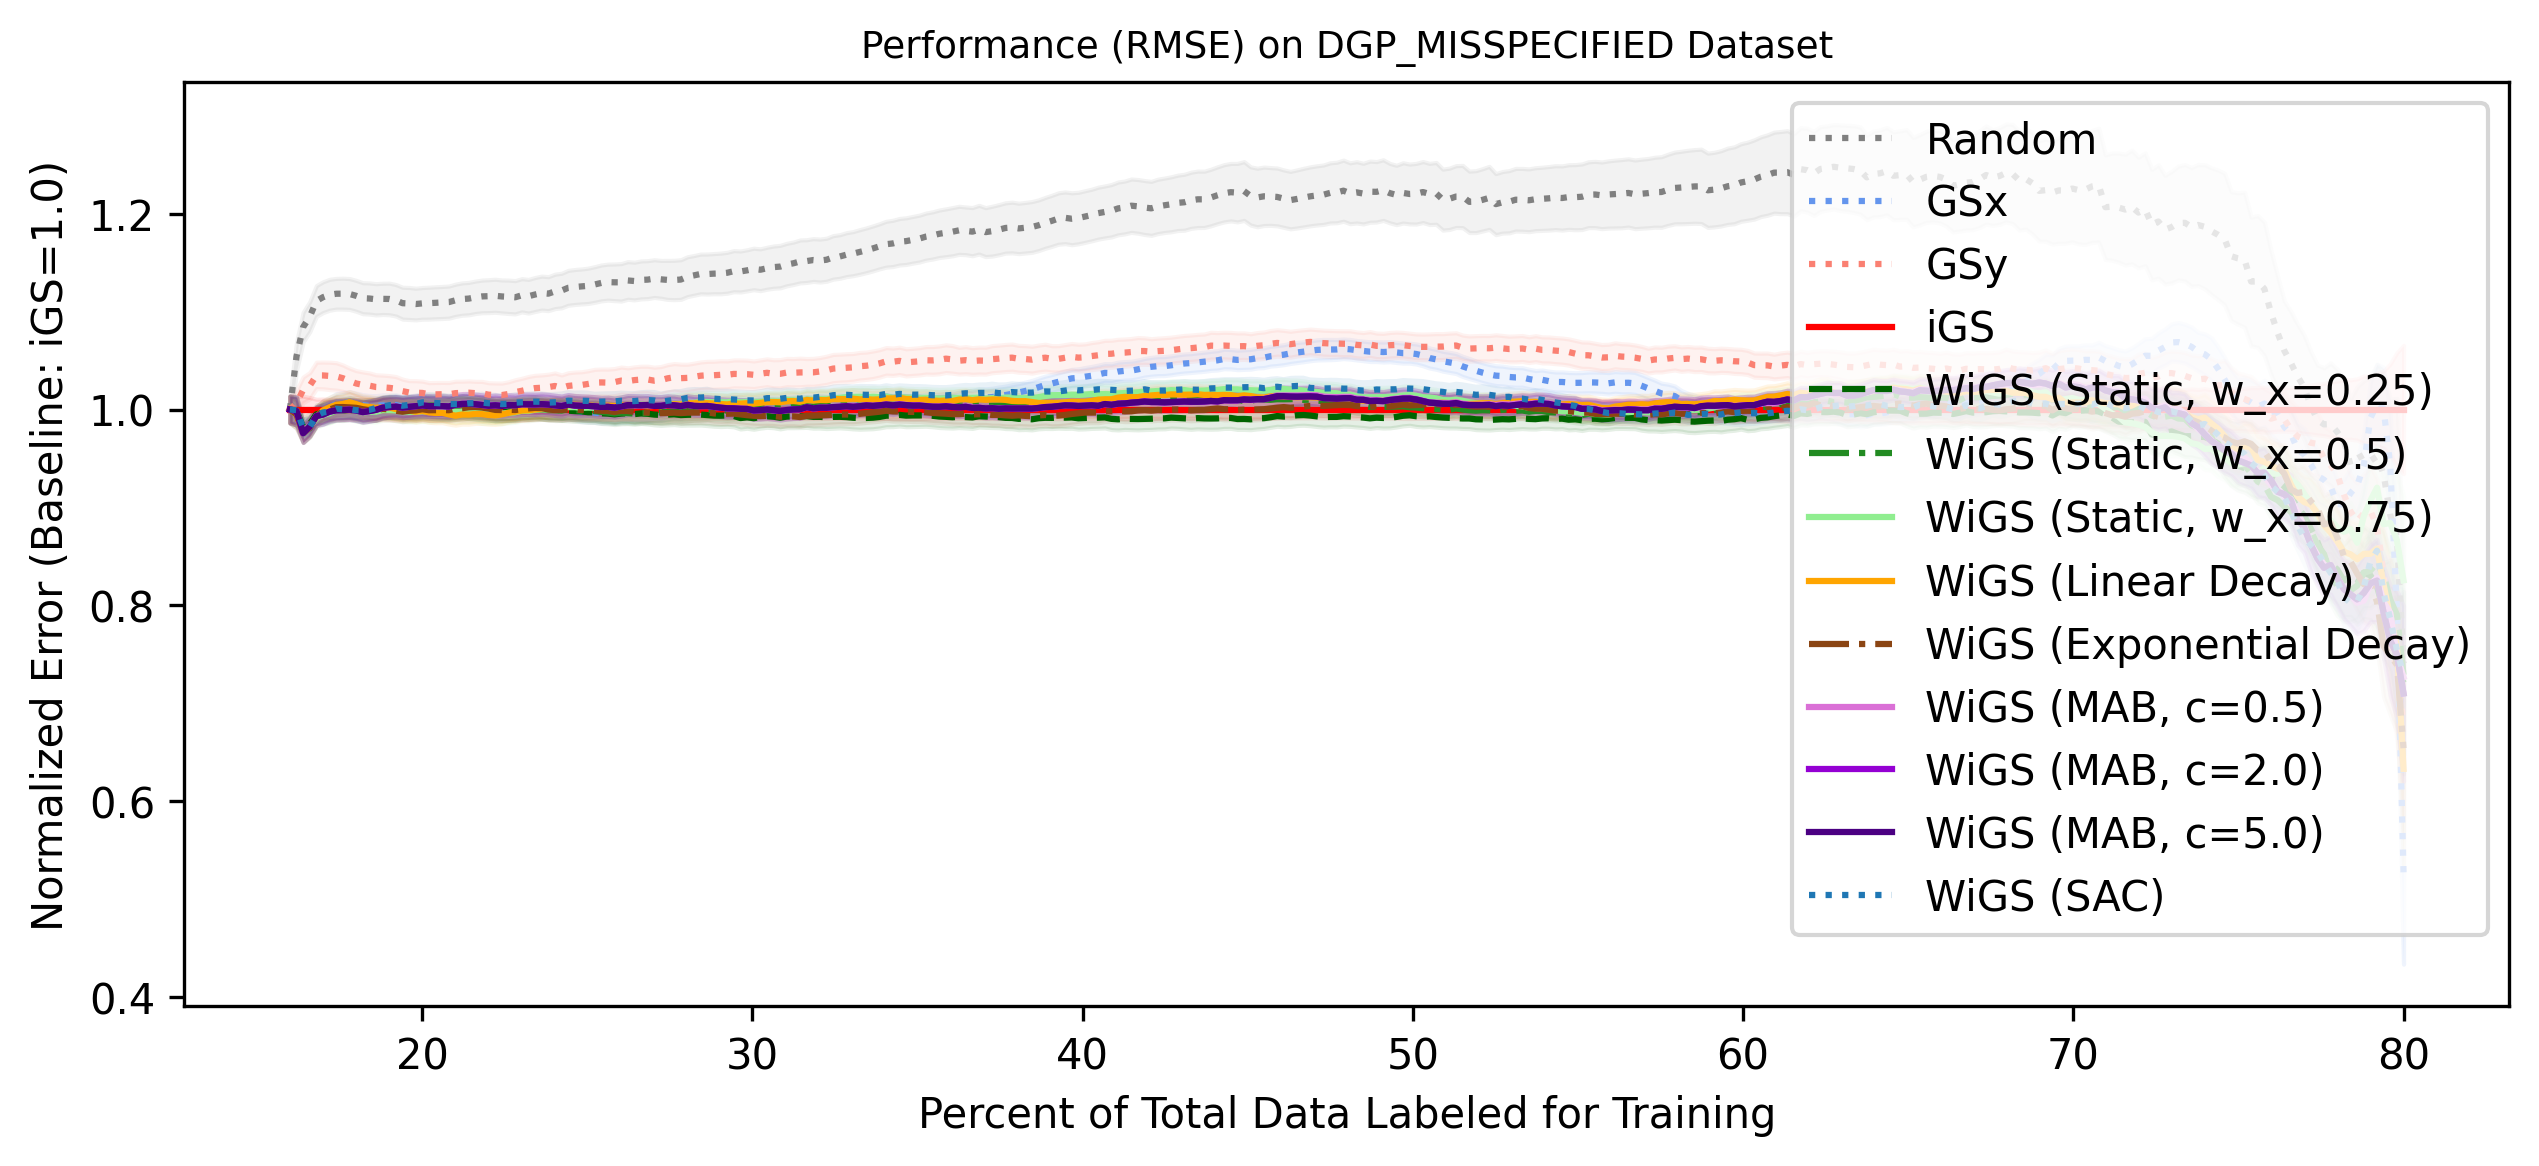 Performance (RMSE) on DGP_MISSPECIFIED Dataset
Normalized Error (Baseline: iGS=1.0)
1.2
1.0
0.8
0.6
0.4
Random
GSx
GSy
iGS
WiGS (Static, w_x=0.25)
WiGS (Static, w_x=0.5)
WiGS (Static, w_x=0.75)
WiGS (Linear Decay)
WiGS (Exponential Decay)
WiGS (MAB, c=0.5)
WiGS (MAB, c=2.0)
WiGS (MAB, c=5.0)
WiGS (SAC)
20 30 40 50 60 70 80
Percent of Total Data Labeled for Training